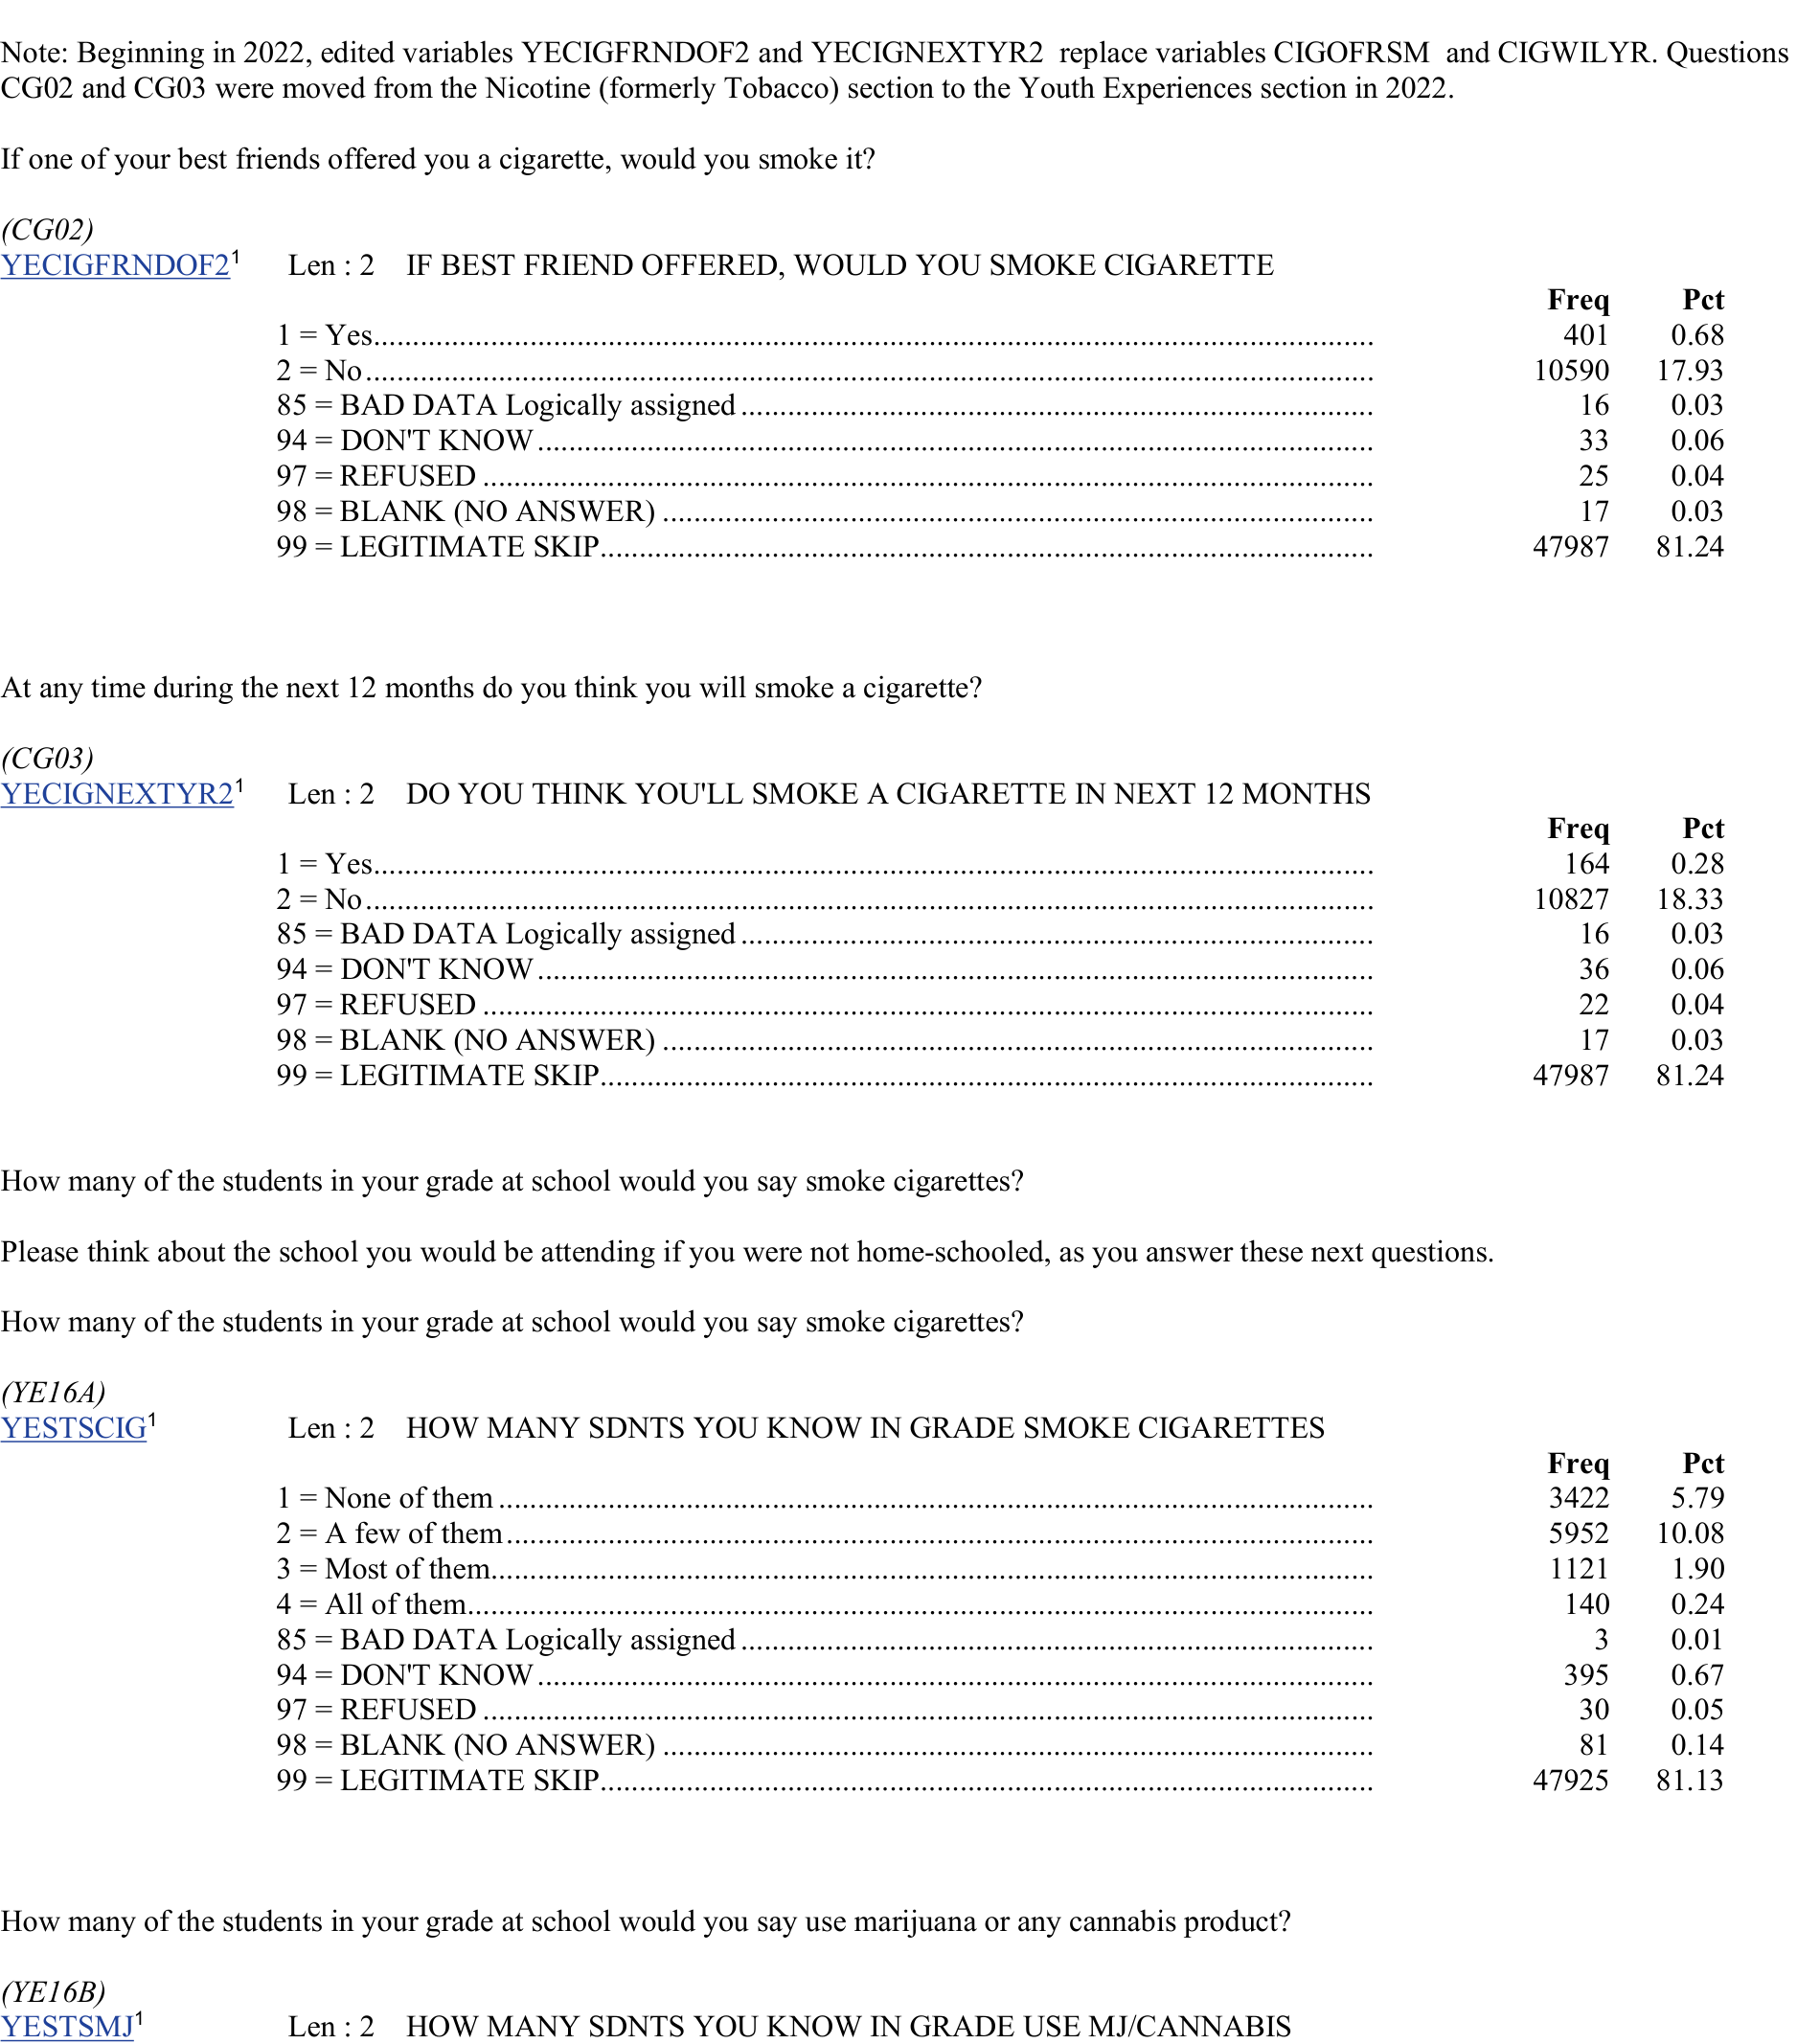 Note: Beginning in 2022, edited variables YECIGFRNDOF2 and YECIGNEXTYR2 replace variables CIGOFRSM and CIGWILYR. Questions
CG02 and CG03 were moved from the Nicotine (formerly Tobacco) section to the Youth Experiences section in 2022.
If one of your best friends offered you a cigarette, would you smoke it?
(CG02)
YECIGFRNDOF2¹ Len : 2 IF BEST FRIEND OFFERED, WOULD YOU SMOKE CIGARETTE
Freq Pct
1 = Yes.......... 401 0.68
2 = No.......... 10590 17.93
85 = BAD DATA Logically assigned.......... 16 0.03
94 = DON'T KNOW.......... 33 0.06
97 = REFUSED.......... 25 0.04
98 = BLANK (NO ANSWER).......... 17 0.03
99 = LEGITIMATE SKIP.......... 47987 81.24
At any time during the next 12 months do you think you will smoke a cigarette?
(CG03)
YECIGNEXTYR2¹ Len : 2 DO YOU THINK YOU'LL SMOKE A CIGARETTE IN NEXT 12 MONTHS
Freq Pct
1 = Yes.......... 164 0.28
2 = No.......... 10827 18.33
85 = BAD DATA Logically assigned.......... 16 0.03
94 = DON'T KNOW.......... 36 0.06
97 = REFUSED.......... 22 0.04
98 = BLANK (NO ANSWER).......... 17 0.03
99 = LEGITIMATE SKIP.......... 47987 81.24
How many of the students in your grade at school would you say smoke cigarettes?
Please think about the school you would be attending if you were not home-schooled, as you answer these next questions.
How many of the students in your grade at school would you say smoke cigarettes?
(YE16A)
YESTSCIG¹ Len : 2 HOW MANY SDNTS YOU KNOW IN GRADE SMOKE CIGARETTES
Freq Pct
1 = None of them.......... 3422 5.79
2 = A few of them.......... 5952 10.08
3 = Most of them.......... 1121 1.90
4 = All of them.......... 140 0.24
85 = BAD DATA Logically assigned.......... 3 0.01
94 = DON'T KNOW.......... 395 0.67
97 = REFUSED.......... 30 0.05
98 = BLANK (NO ANSWER).......... 81 0.14
99 = LEGITIMATE SKIP.......... 47925 81.13
How many of the students in your grade at school would you say use marijuana or any cannabis product?
(YE16B)
YESTSMJ¹ Len : 2 HOW MANY SDNTS YOU KNOW IN GRADE USE MJ/CANNABIS